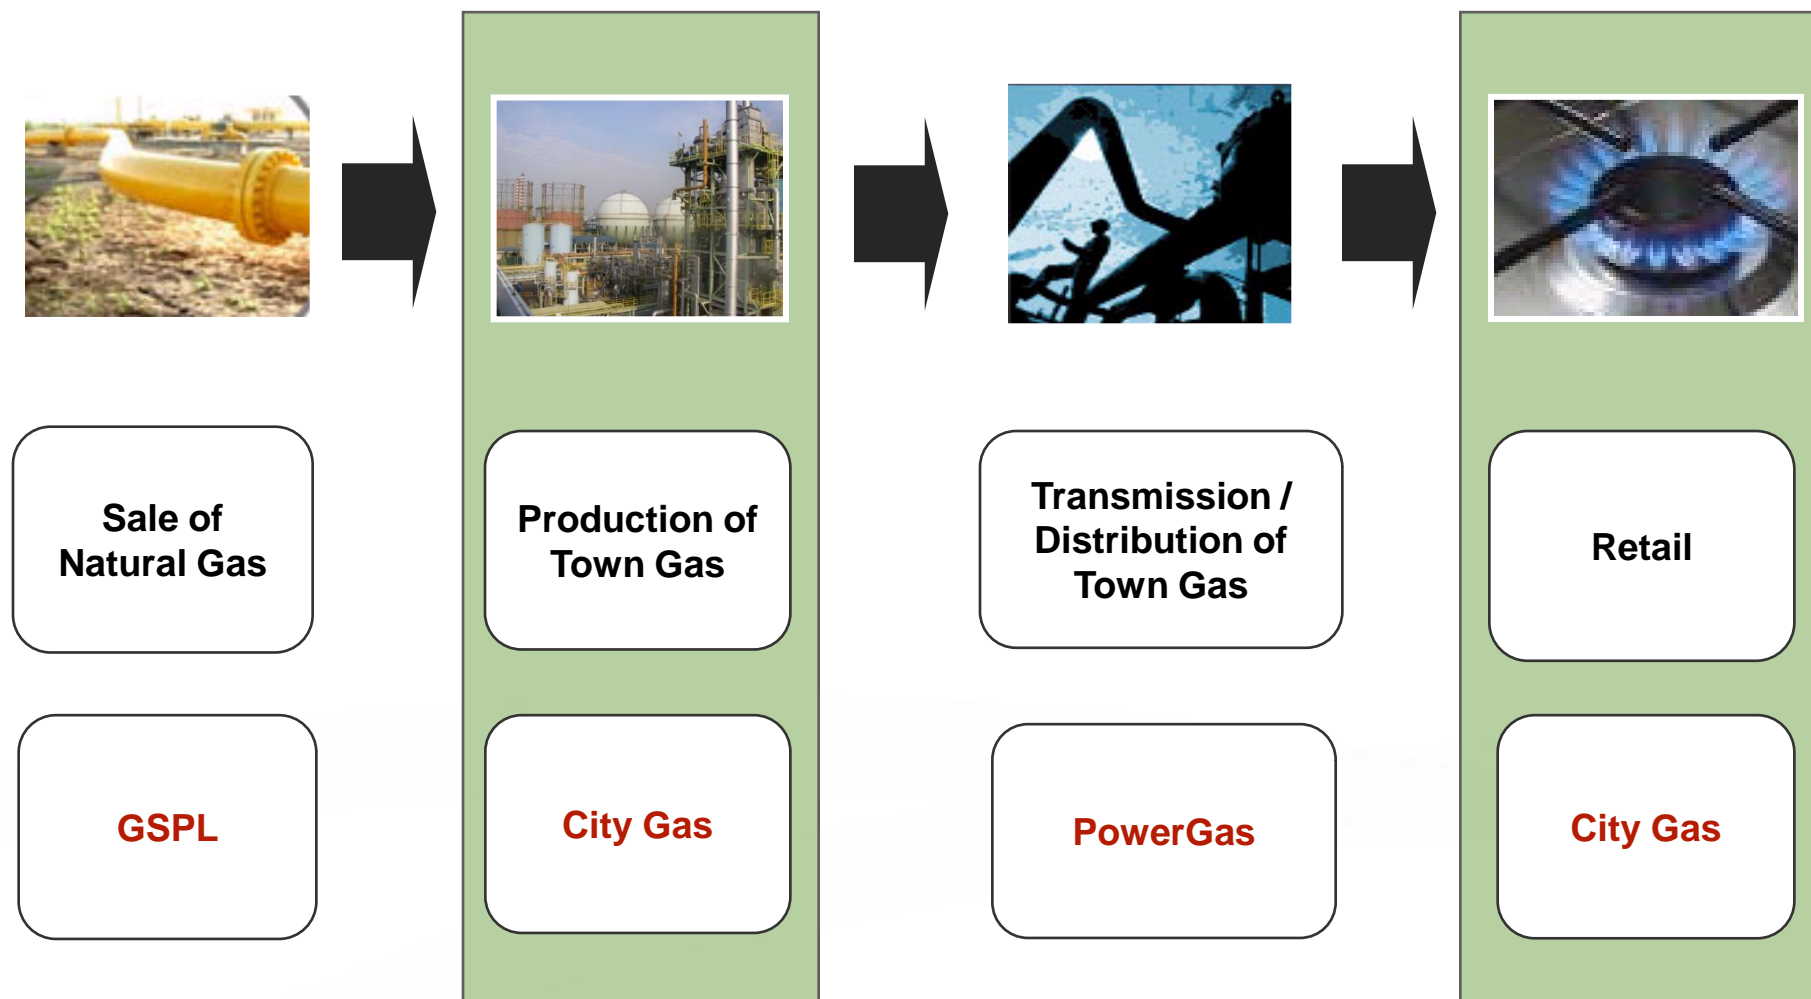 Sale of
Natural Gas
Production of
Town Gas
Transmission /
Distribution of
Town Gas
Retail
GSPL
City Gas
PowerGas
City Gas